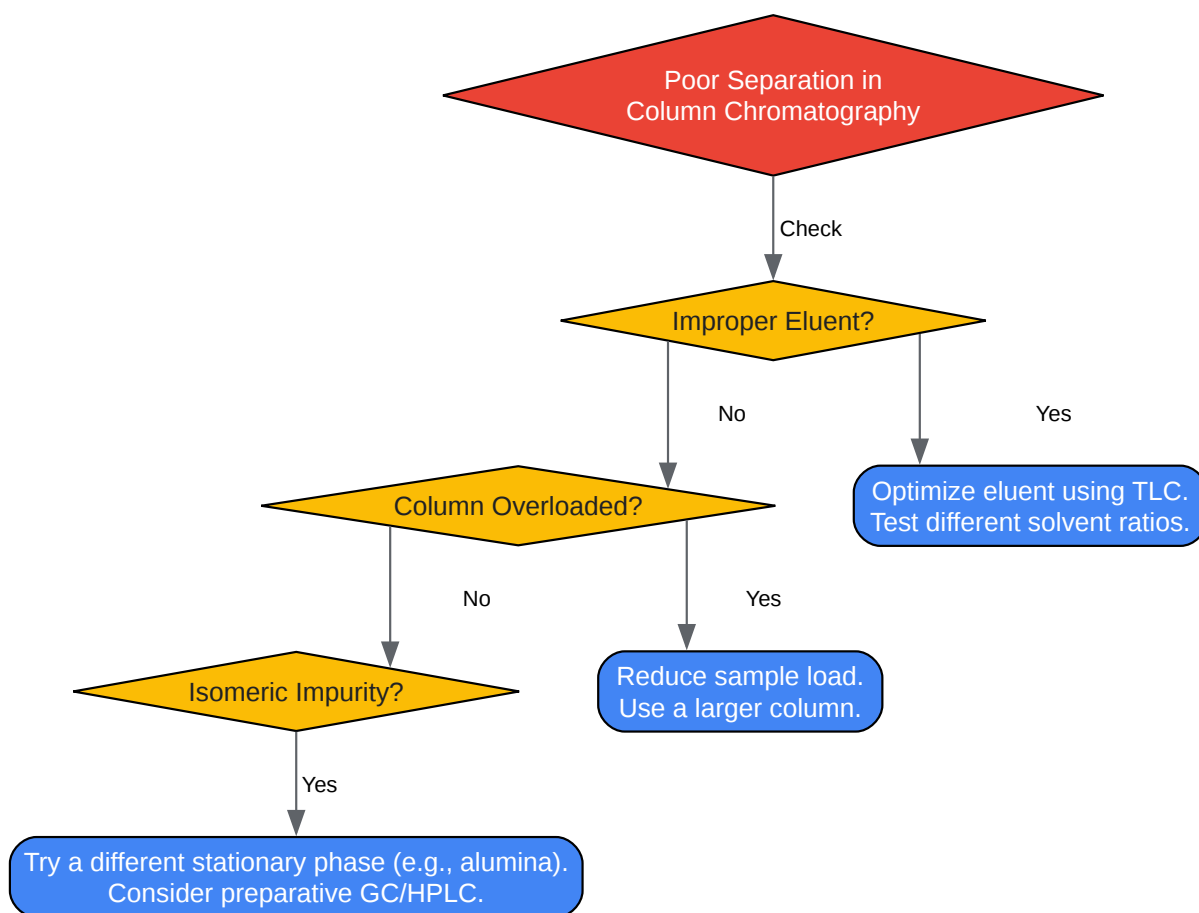 Poor Separation in
Column Chromatography
Check
Improper Eluent?
No
Yes
Optimize eluent using TLC.
Test different solvent ratios.
Column Overloaded?
No
Yes
Reduce sample load.
Use a larger column.
Isomeric Impurity?
Yes
Try a different stationary phase (e.g., alumina).
Consider preparative GC/HPLC.